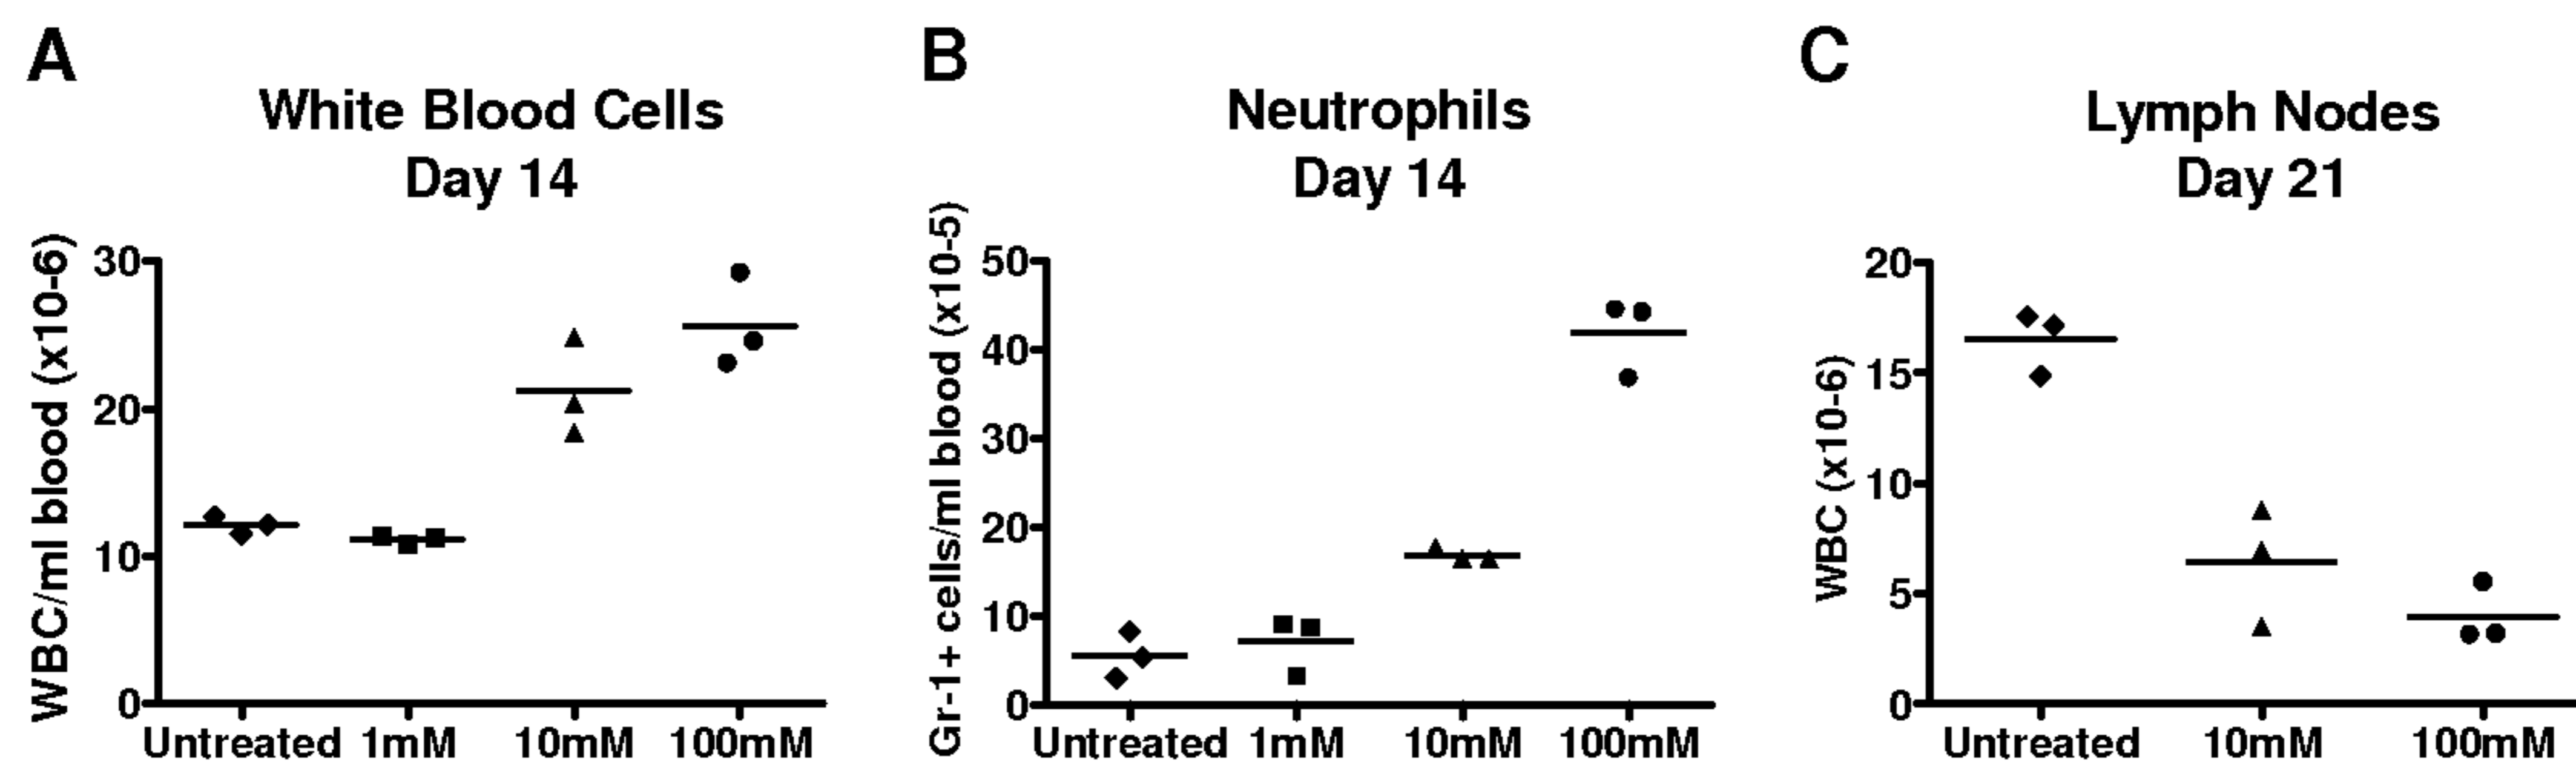 A
White Blood Cells
Day 14
WBC/ml blood (x10-6)
30
20
10
0
Untreated 1mM 10mM 100mM
B
Neutrophils
Day 14
Gr-1+ cells/ml blood (x10-5)
50
40
30
20
10
0
Untreated 1mM 10mM 100mM
C
Lymph Nodes
Day 21
WBC (x10-6)
20
15
10
5
0
Untreated 10mM 100mM